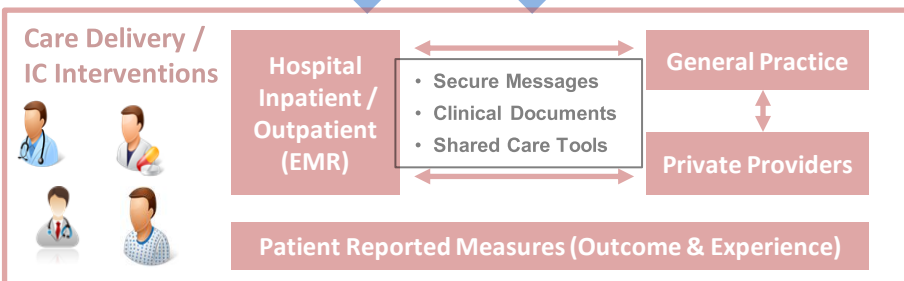 Care Delivery /
IC Interventions
Hospital
Inpatient /
Outpatient
(EMR)
• Secure Messages
• Clinical Documents
• Shared Care Tools
General Practice
Private Providers
Patient Reported Measures (Outcome & Experience)